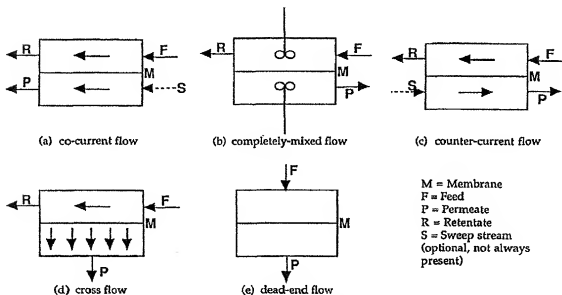 R
F
M
P
S
(a) co-current flow
R
F
M
P
(b) completely-mixed flow
R
F
M
S
P
(c) counter-current flow
R
F
M
P
(d) cross flow
F
M
(e) dead-end flow
M = Membrane
F = Feed
P = Permeate
R = Retentate
S = Sweep stream
(optional, not always
present)